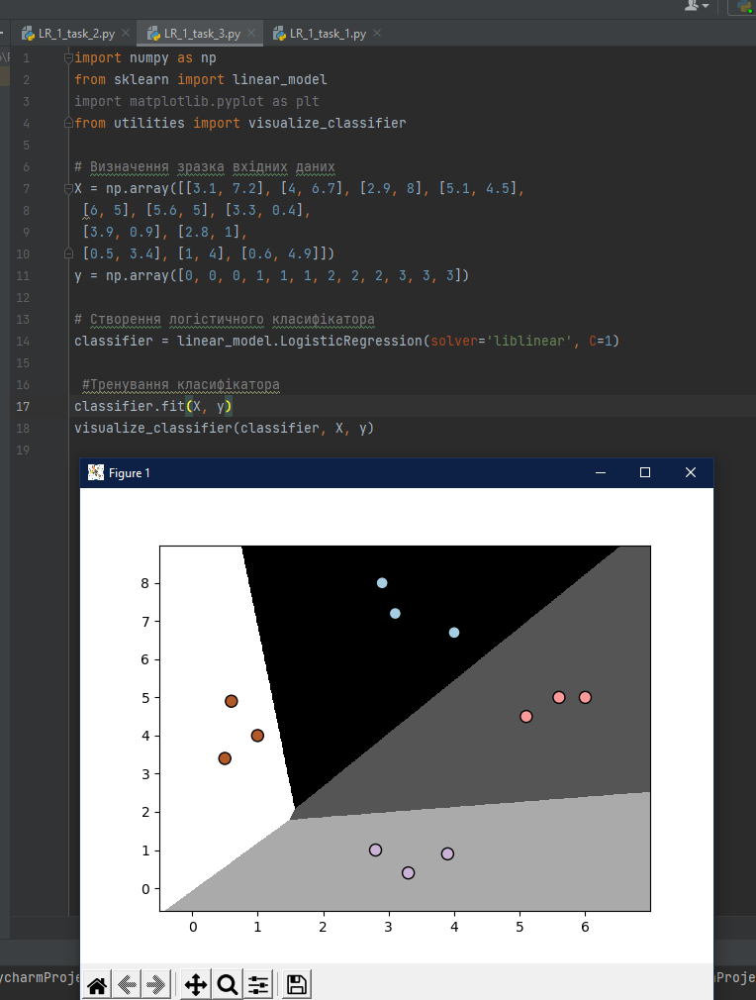 LR_1_task_2.py LR_1_task_3.py LR_1_task_1.py
1 import numpy as np
2 from sklearn import linear_model
3 import matplotlib.pyplot as plt
4 from utilities import visualize_classifier
5
6 # Визначення зразка вхідних даних
7 X = np.array([[3.1, 7.2], [4, 6.7], [2.9, 8], [5.1, 4.5],
8 [6, 5], [5.6, 5], [3.3, 0.4],
9 [3.9, 0.9], [2.8, 1],
10 [0.5, 3.4], [1, 4], [0.6, 4.9]])
11 y = np.array([0, 0, 0, 1, 1, 1, 2, 2, 2, 3, 3, 3])
12
13 # Створення логістичного класифікатора
14 classifier = linear_model.LogisticRegression(solver='liblinear', C=1)
15
16 #Тренування класифікатора
17 classifier.fit(X, y)
18 visualize_classifier(classifier, X, y)
19
Figure 1
8
7
6
5
4
3
2
1
0
0 1 2 3 4 5 6
ycharmProje